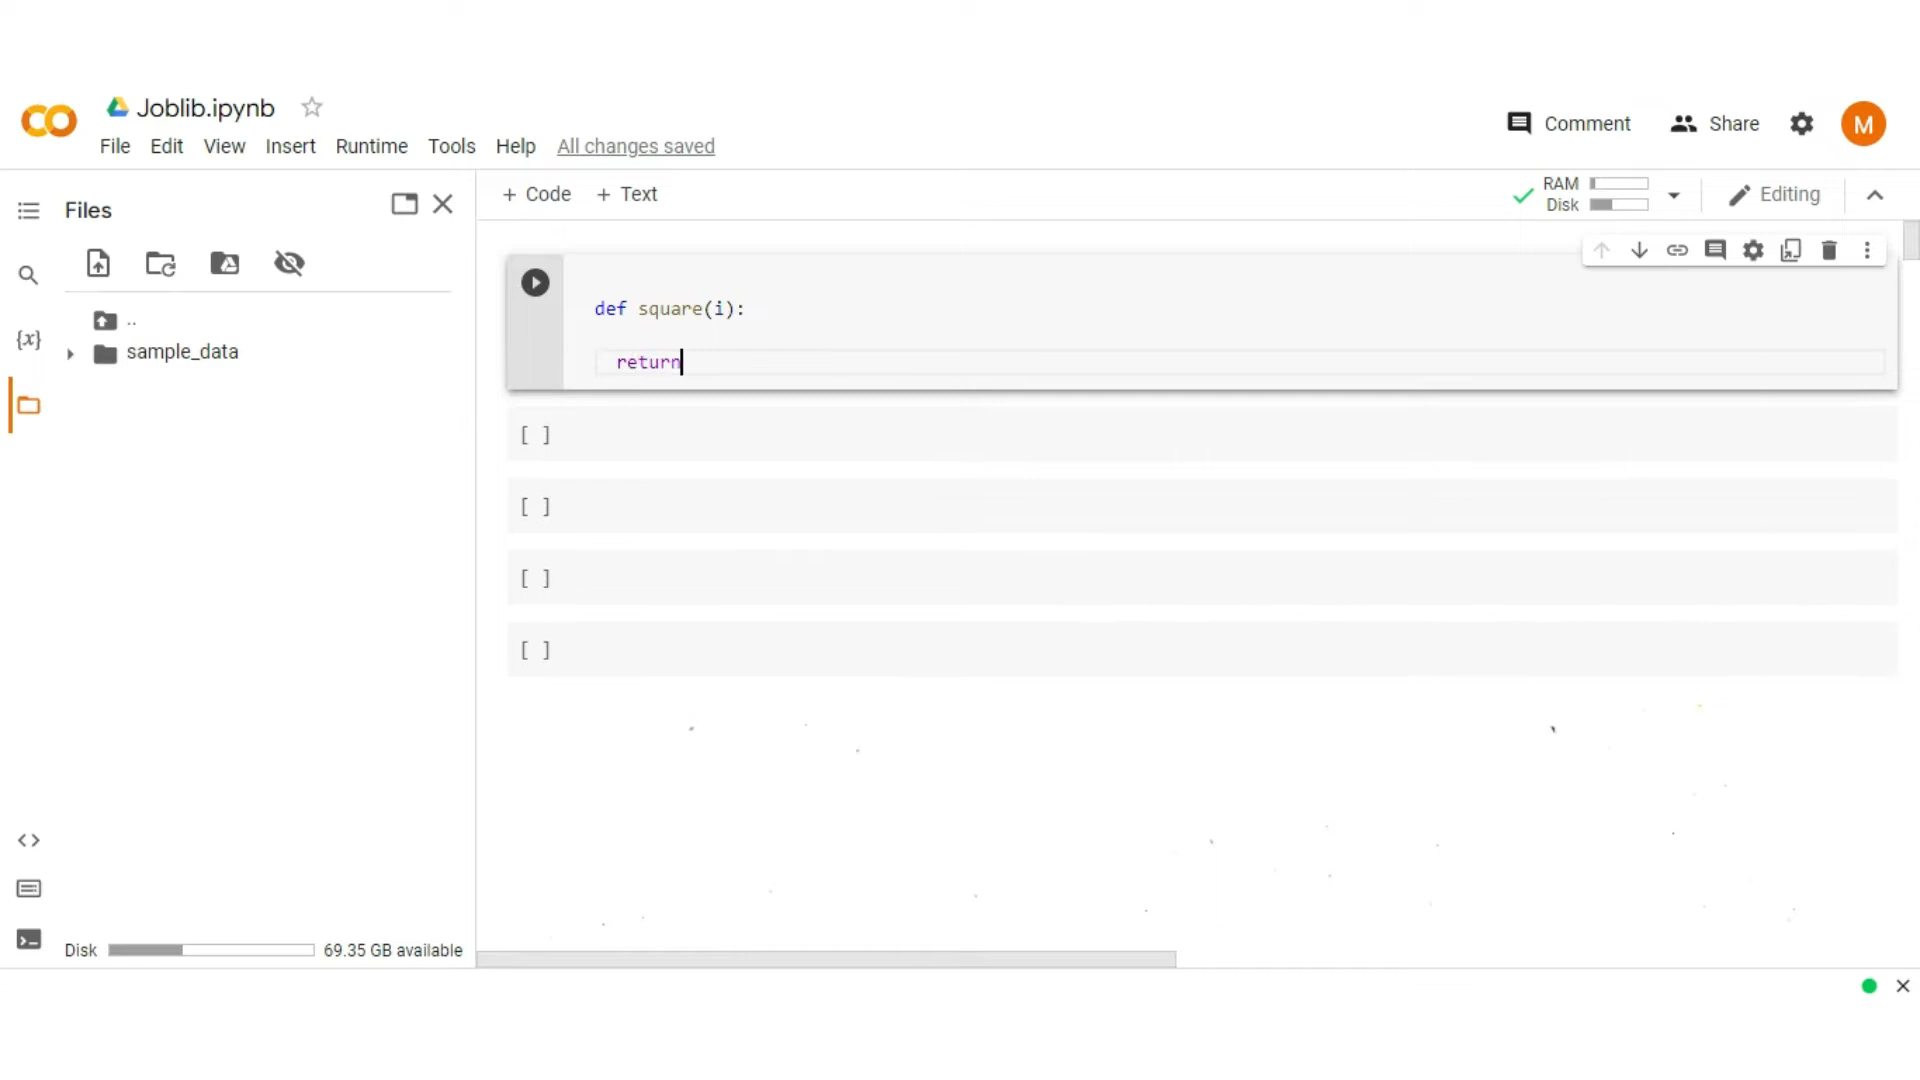 Joblib.ipynb
File Edit View Insert Runtime Tools Help All changes saved
Comment Share M
Files
+ Code + Text
RAM
Disk
Editing
..
sample_data
{x}
def square(i):
return
[ ]
[ ]
[ ]
[ ]
Disk 69.35 GB available